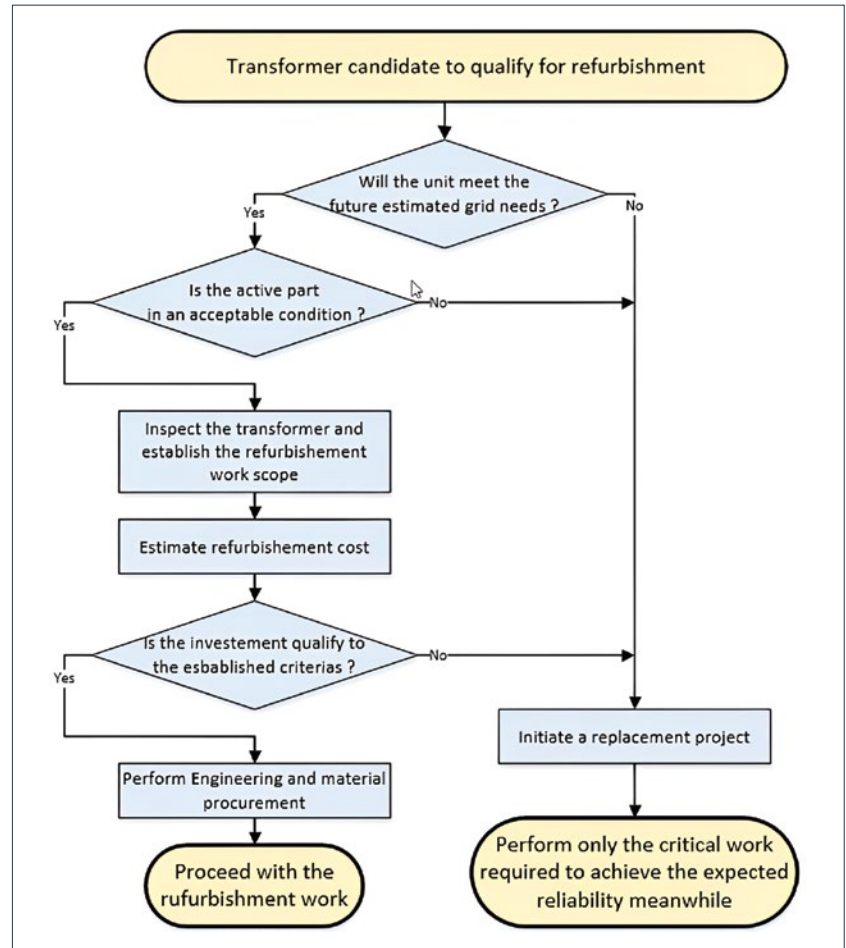 Transformer candidate to qualify for refurbishment
Will the unit meet the
future estimated grid needs ?
Yes
No
Is the active part
in an acceptable condition ?
No
Yes
Inspect the transformer and
establish the refurbishement
work scope
Estimate refurbishement cost
Is the investement qualify to
the esbablished criterias ?
No
Yes
Initiate a replacement project
Perform Engineering and material
procurement
Proceed with the
rufurbishment work
Perform only the critical work
required to achieve the expected
reliability meanwhile